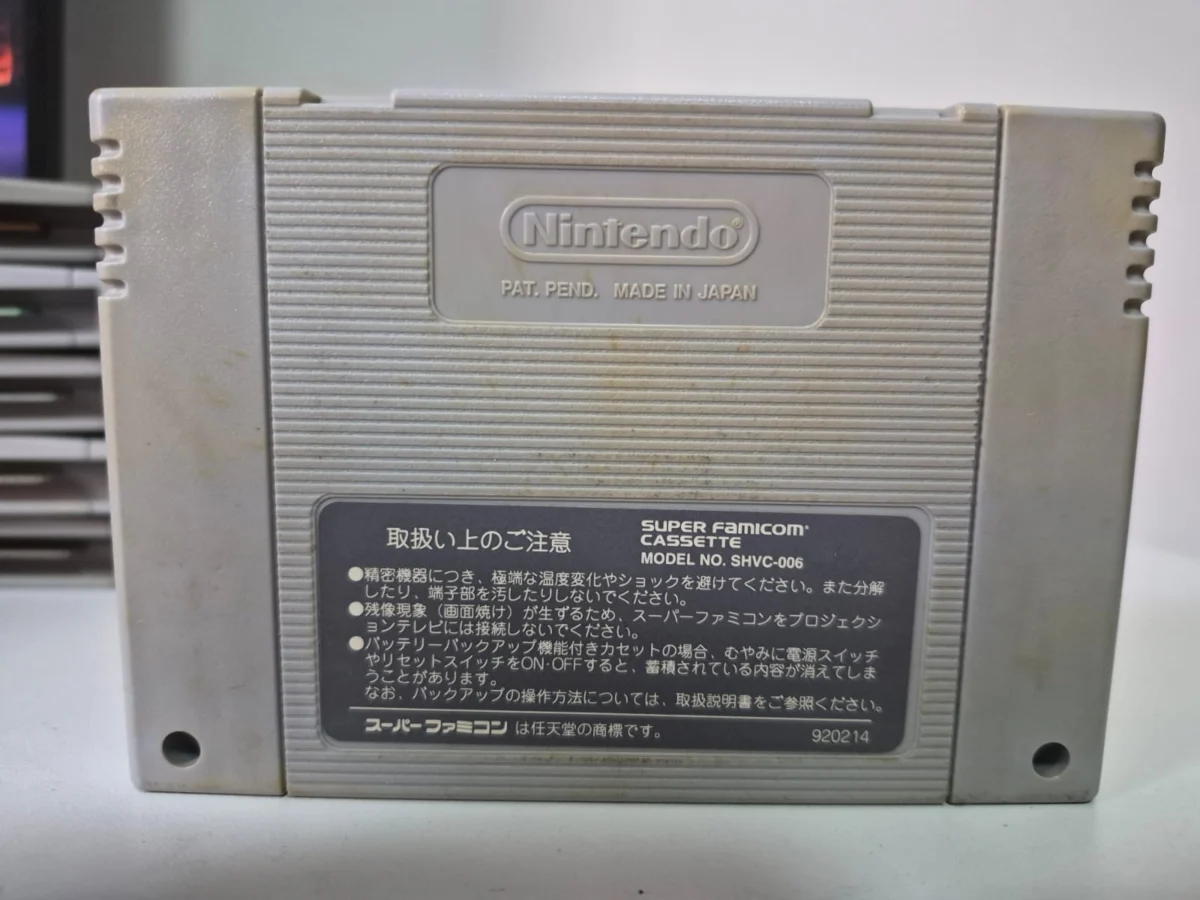 Nintendo®
PAT. PEND. MADE IN JAPAN
取扱い上のご注意
SUPER FAMICOM®
CASSETTE
MODEL NO. SHVC-006
●精密機器につき、極端な温度変化やショックを避けてください。また分解
したり、端子部を汚したりしないでください。
●残像現象（画面焼け）が生ずるため、スーパーファミコンをプロジェクシ
ョンテレビには接続しないでください。
●バッテリーバックアップ機能付きカセットの場合、むやみに電源スイッチ
やリセットスイッチをON·OFFすると、蓄積されている内容が消えてしま
うことがあります。
なお、バックアップの操作方法については、取扱説明書をご参照ください。
スーパーファミコン は任天堂の商標です。
920214